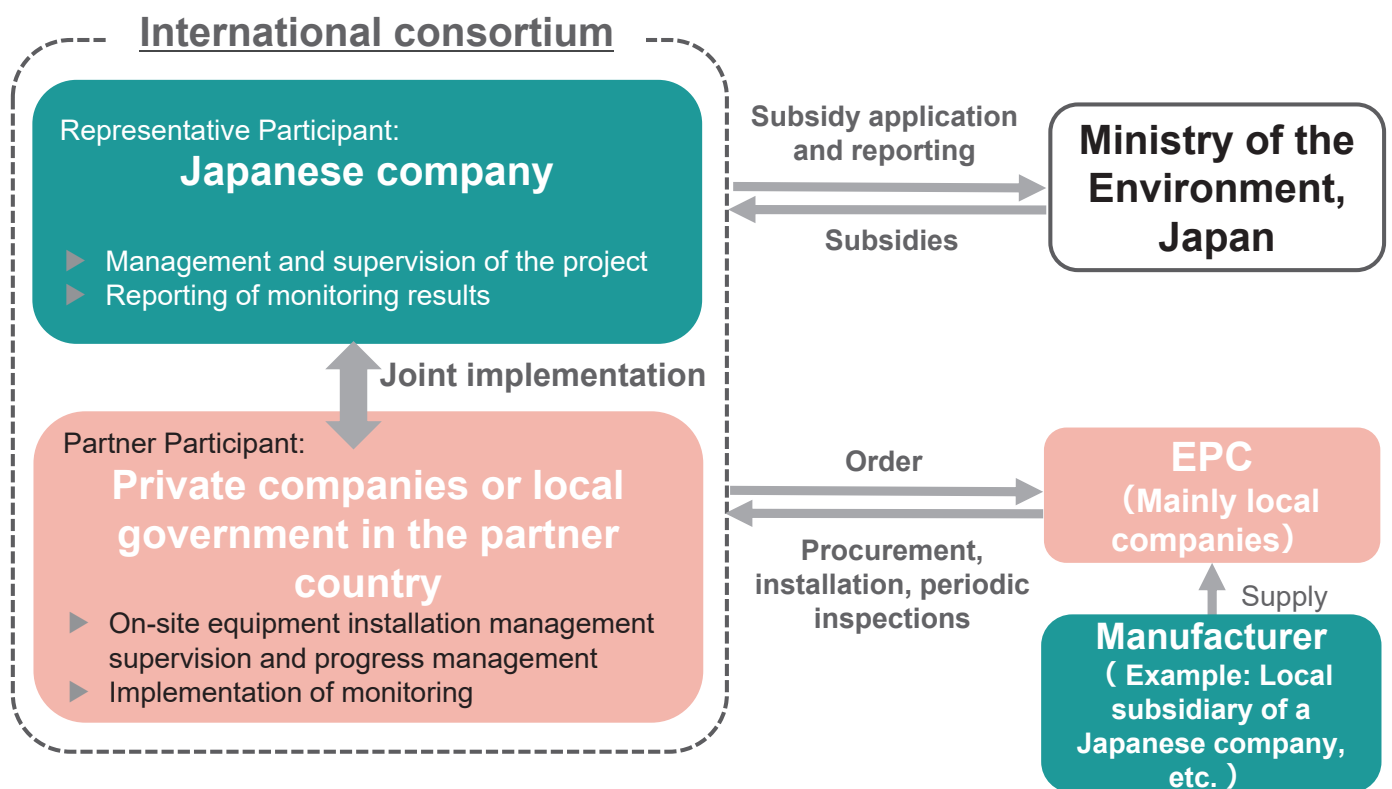 International consortium
Representative Participant:
Japanese company
Management and supervision of the project
Reporting of monitoring results
Joint implementation
Partner Participant:
Private companies or local
government in the partner
country
On-site equipment installation management
supervision and progress management
Implementation of monitoring
Subsidy application
and reporting
Subsidies
Ministry of the
Environment,
Japan
Order
Procurement,
installation, periodic
inspections
EPC
（Mainly local
companies）
Supply
Manufacturer
（ Example: Local
subsidiary of a
Japanese company,
etc. ）